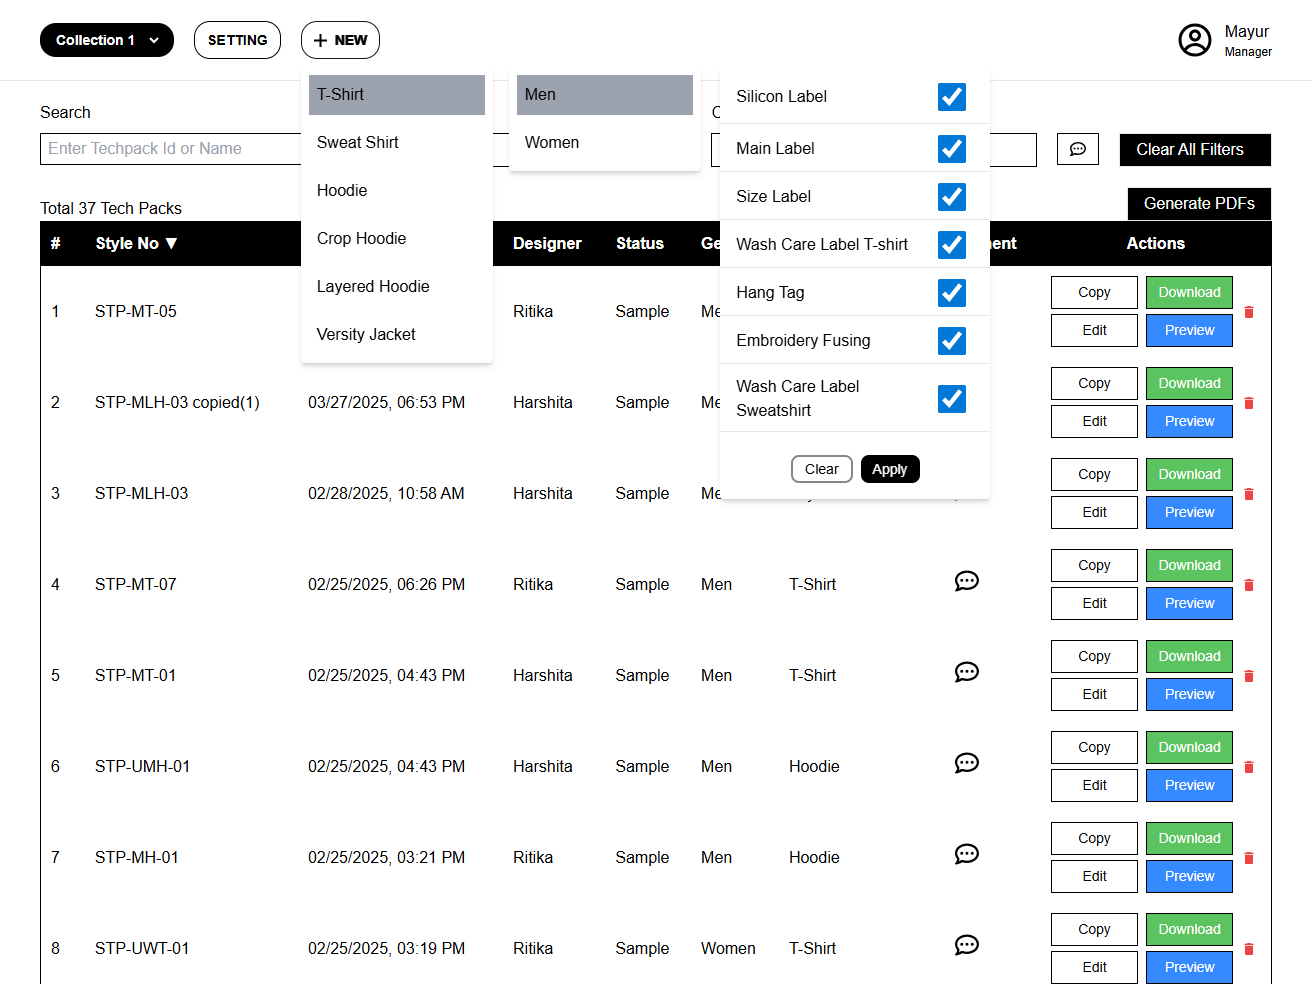 Collection 1
SETTING
+ NEW
Mayur
Manager
T-Shirt
Sweat Shirt
Hoodie
Crop Hoodie
Layered Hoodie
Versity Jacket
Men
Women
Silicon Label
Main Label
Size Label
Wash Care Label T-shirt
Hang Tag
Embroidery Fusing
Wash Care Label
Sweatshirt
Clear
Apply
Search
Enter Techpack Id or Name
Clear All Filters
Total 37 Tech Packs
Generate PDFs
# Style No ▼ Designer Status Actions
1 STP-MT-05 Ritika Sample Copy Download
Edit Preview
2 STP-MLH-03 copied(1) 03/27/2025, 06:53 PM Harshita Sample Copy Download
Edit Preview
3 STP-MLH-03 02/28/2025, 10:58 AM Harshita Sample Copy Download
Edit Preview
4 STP-MT-07 02/25/2025, 06:26 PM Ritika Sample Men T-Shirt Copy Download
Edit Preview
5 STP-MT-01 02/25/2025, 04:43 PM Harshita Sample Men T-Shirt Copy Download
Edit Preview
6 STP-UMH-01 02/25/2025, 04:43 PM Harshita Sample Men Hoodie Copy Download
Edit Preview
7 STP-MH-01 02/25/2025, 03:21 PM Ritika Sample Men Hoodie Copy Download
Edit Preview
8 STP-UWT-01 02/25/2025, 03:19 PM Ritika Sample Women T-Shirt Copy Download
Edit Preview